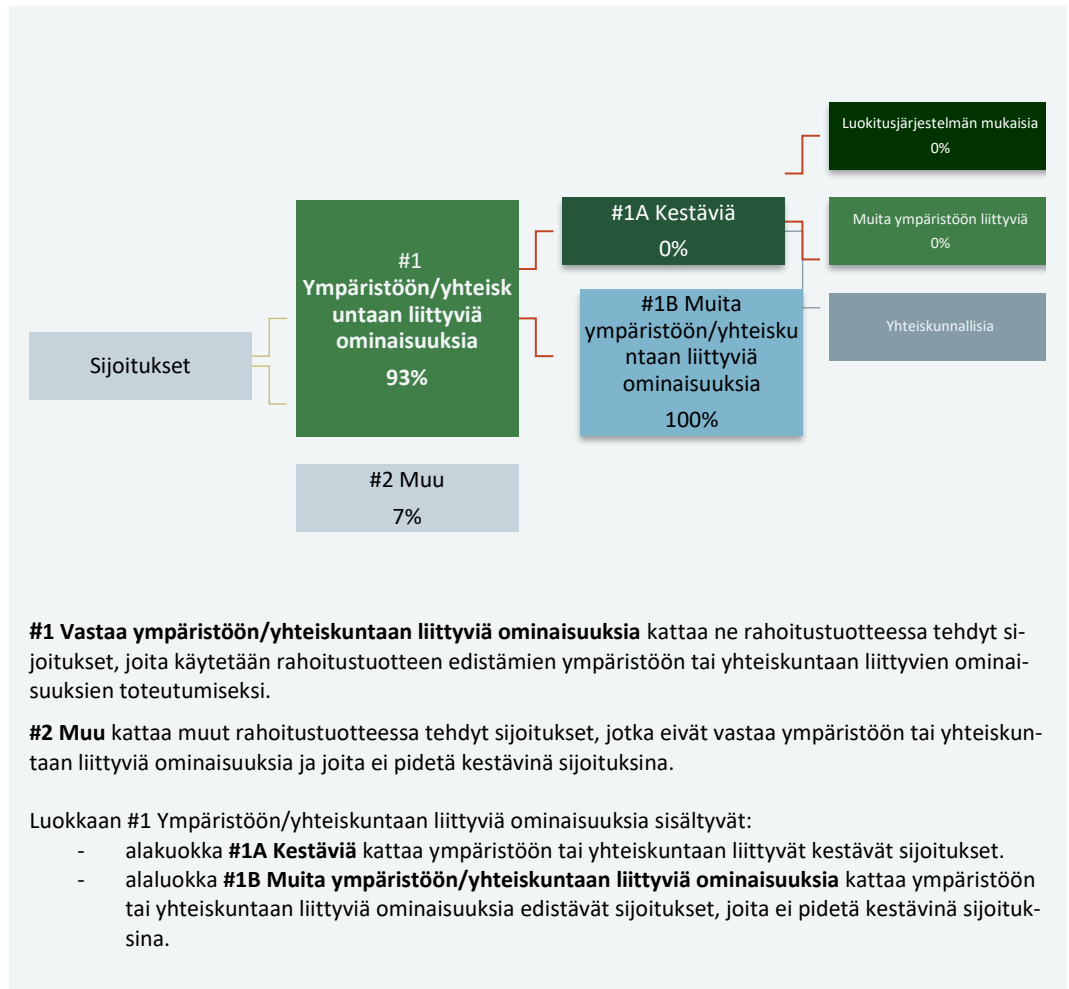 Sijoitukset
#1
Ympäristöön/yhteisk
untaan liittyviä
ominaisuuksia
93%
#2 Muu
7%
#1A Kestäviä
0%
#1B Muita
ympäristöön/yhteisku
ntaan liittyviä
ominaisuuksia
100%
Luokitusjärjestelmän mukaisia
0%
Muita ympäristöön liittyviä
0%
Yhteiskunnallisia
#1 Vastaa ympäristöön/yhteiskuntaan liittyviä ominaisuuksia kattaa ne rahoitustuotteessa tehdyt si-
joitukset, joita käytetään rahoitustuotteen edistämien ympäristöön tai yhteiskuntaan liittyvien ominai-
suuksien toteutumiseksi.
#2 Muu kattaa muut rahoitustuotteessa tehdyt sijoitukset, jotka eivät vastaa ympäristöön tai yhteiskun-
taan liittyviä ominaisuuksia ja joita ei pidetä kestävinä sijoituksina.
Luokkaan #1 Ympäristöön/yhteiskuntaan liittyviä ominaisuuksia sisältyvät:
- alakuokka #1A Kestäviä kattaa ympäristöön tai yhteiskuntaan liittyvät kestävät sijoitukset.
- alaluokka #1B Muita ympäristöön/yhteiskuntaan liittyviä ominaisuuksia kattaa ympäristöön
tai yhteiskuntaan liittyviä ominaisuuksia edistävät sijoitukset, joita ei pidetä kestävinä sijoituk-
sina.